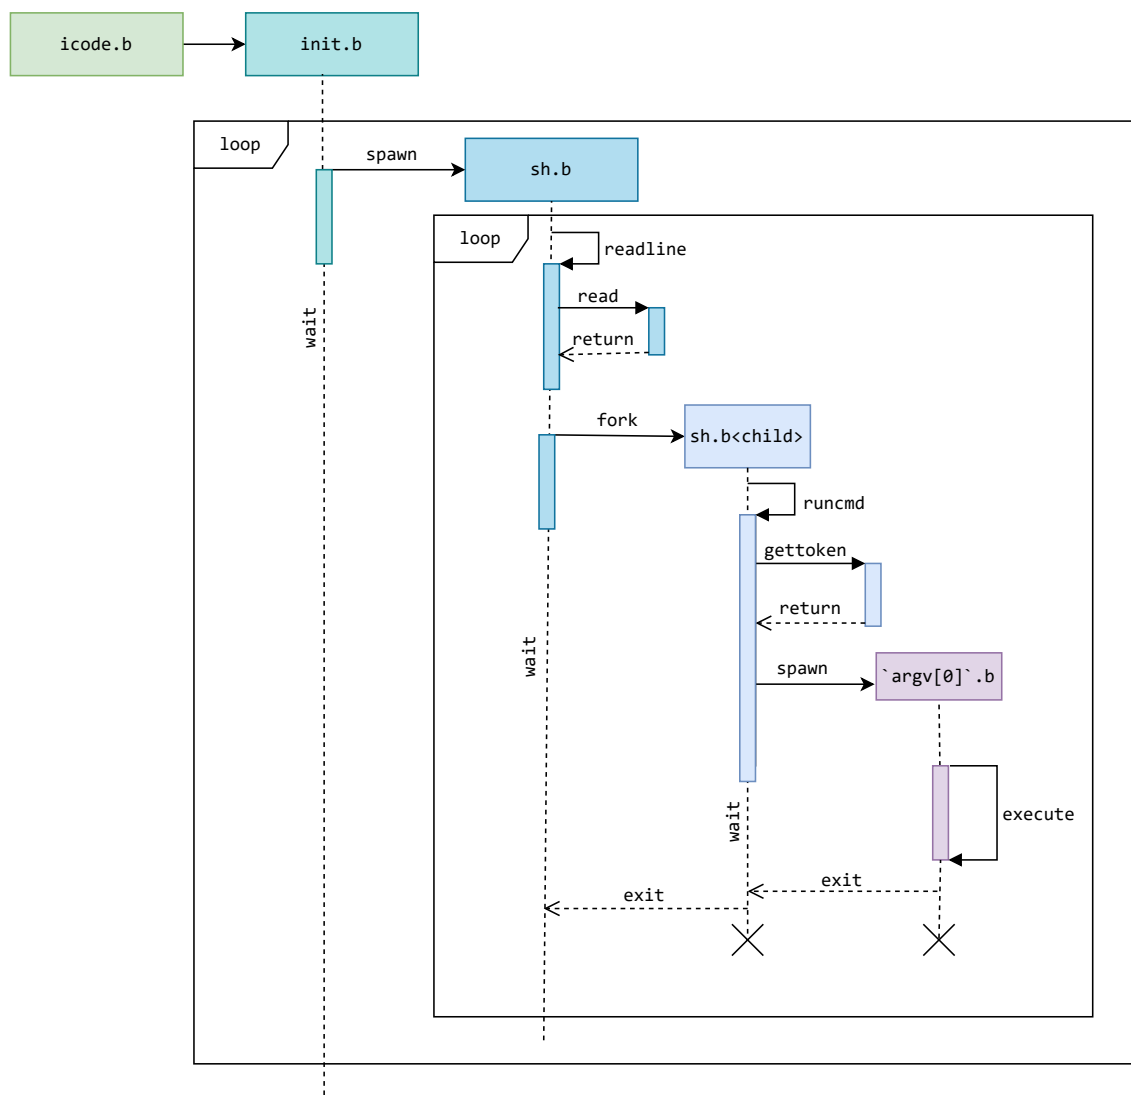 icode.b
init.b
loop
spawn
sh.b
loop
readline
read
wait
return
fork
sh.b<child>
runcmd
gettoken
return
wait
spawn
`argv[0]`.b
wait
execute
exit
exit